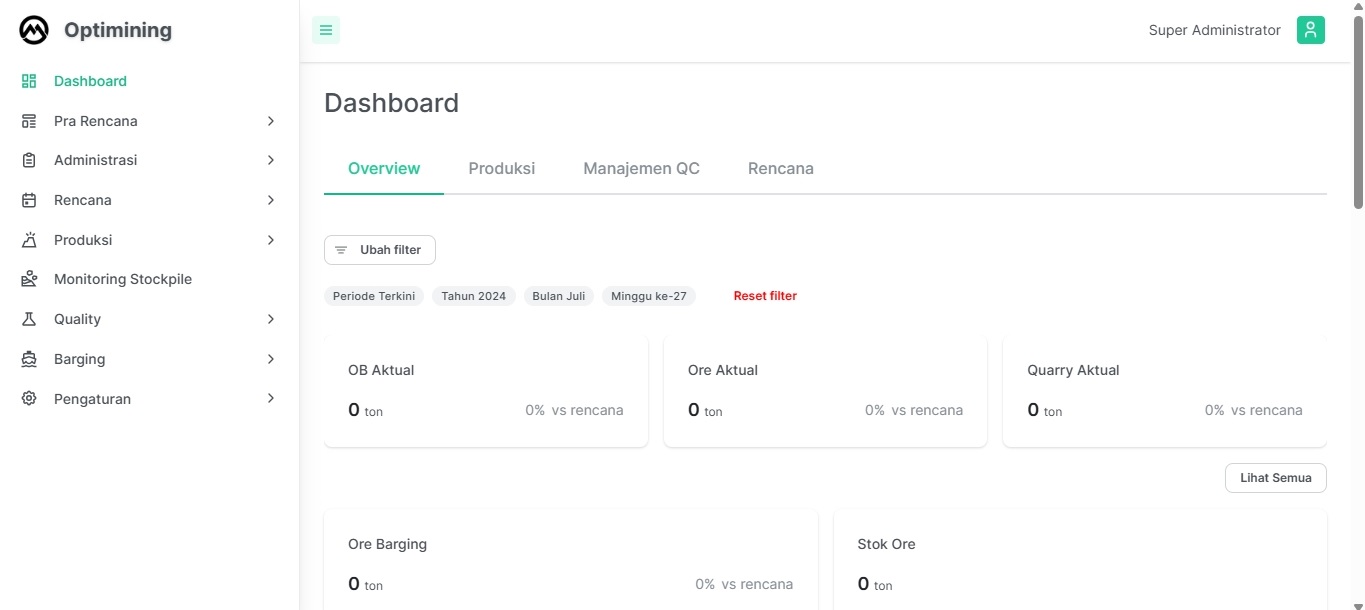 Optimining
Super Administrator
Dashboard
Pra Rencana
Administrasi
Rencana
Produksi
Monitoring Stockpile
Quality
Barging
Pengaturan
Dashboard
Overview Produksi Manajemen QC Rencana
Ubah filter
Periode Terkini Tahun 2024 Bulan Juli Minggu ke-27 Reset filter
OB Aktual
0 ton 0% vs rencana
Ore Aktual
0 ton 0% vs rencana
Quarry Aktual
0 ton 0% vs rencana
Lihat Semua
Ore Barging
0 ton 0% vs rencana
Stok Ore
0 ton